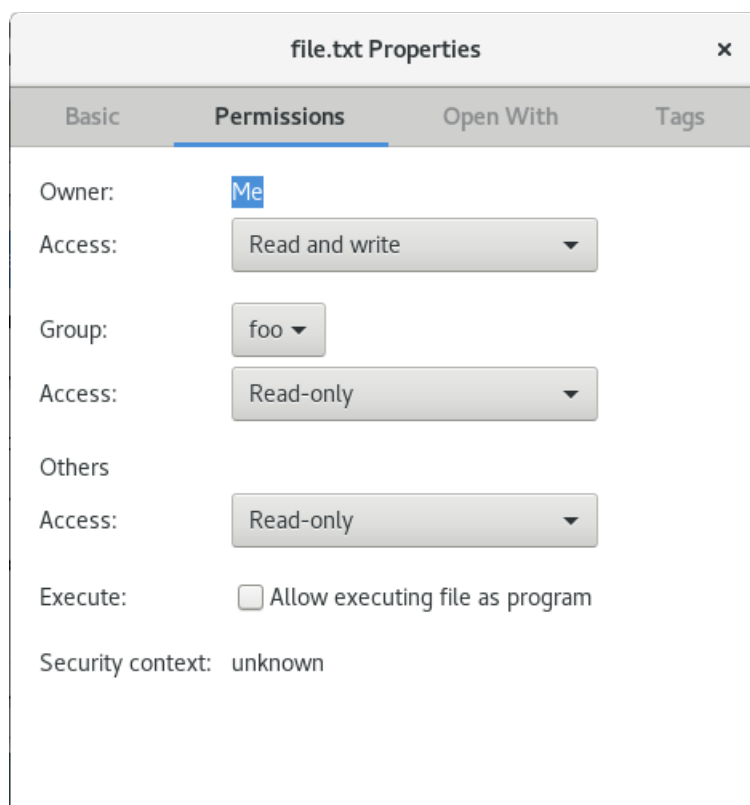 file.txt Properties ×
Basic Permissions Open With Tags
Owner: Me
Access: Read and write
Group: foo
Access: Read-only
Others
Access: Read-only
Execute: Allow executing file as program
Security context: unknown